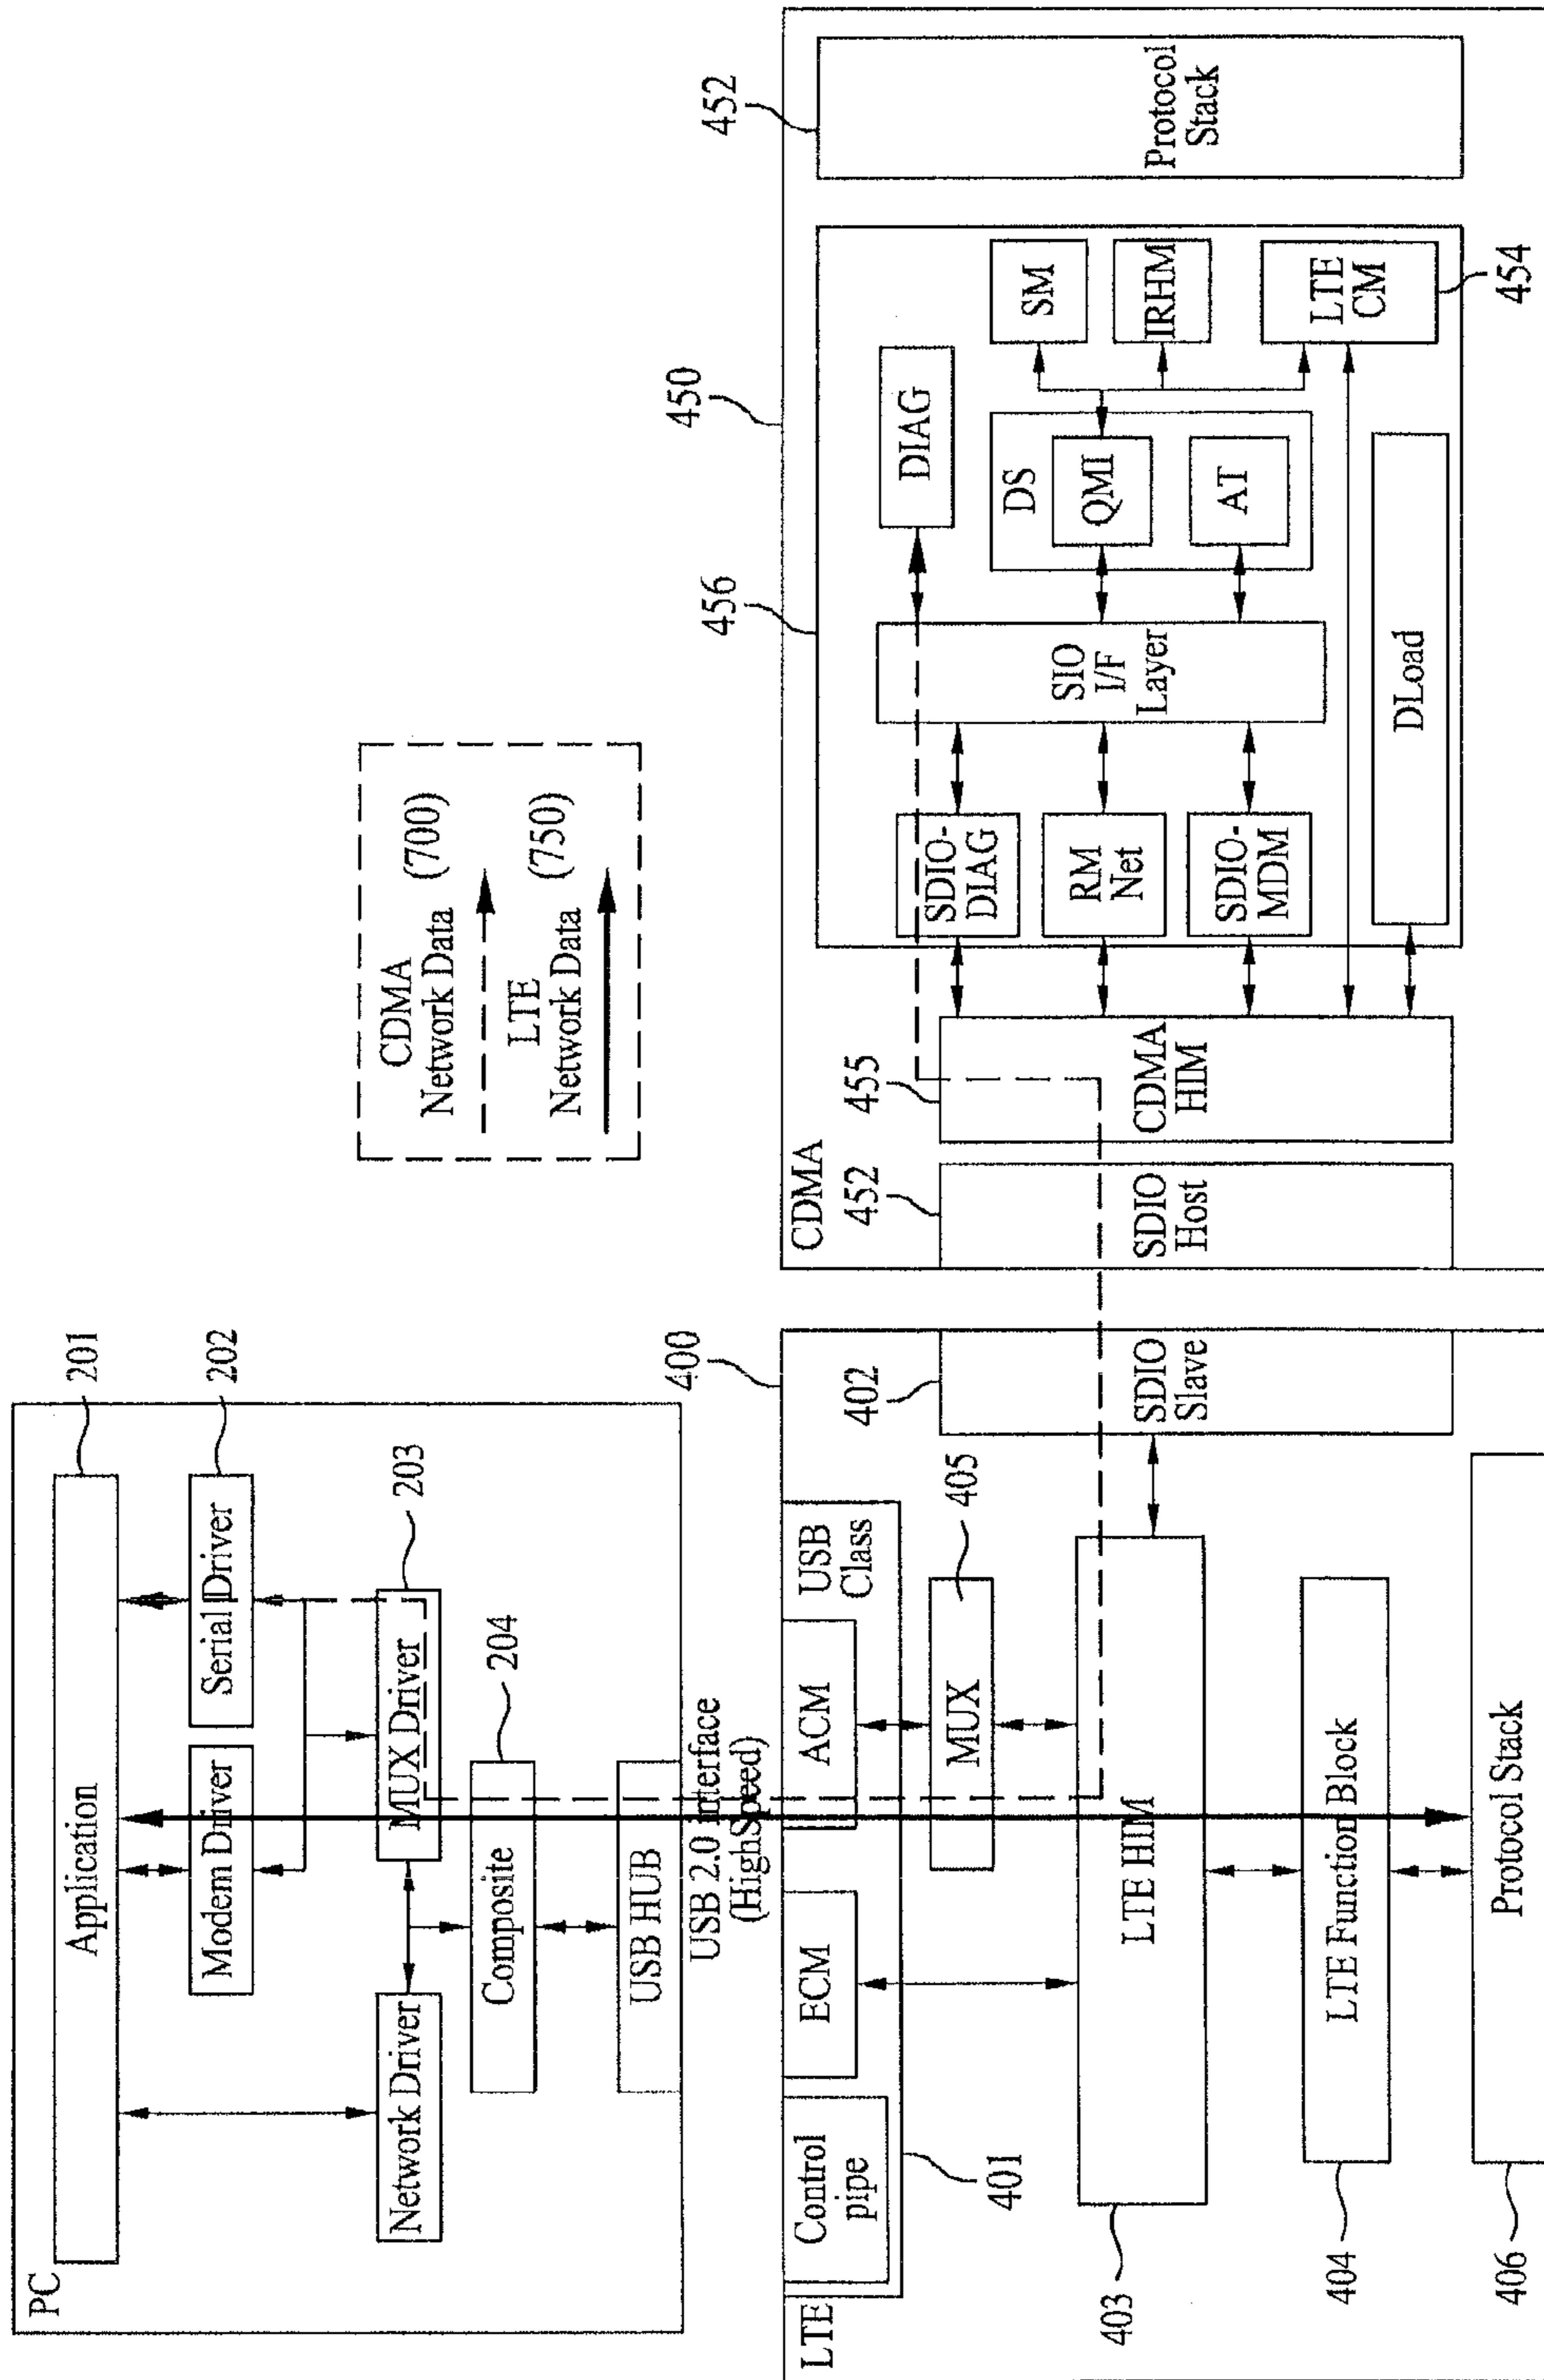 PC
Application
201
Modem Driver
Serial Driver
202
Network Driver
MUX Driver
203
Composite
204
USB HUB
USB 2.0 interface
(High Speed)
CDMA
Network Data
(700)
LTE
Network Data
(750)
LTE
400
Control
pipe
ECM
ACM
USB
Class
401
MUX
405
402
SDIO
Slave
LTE HIM
403
LTE Function Block
404
Protocol Stack
406
CDMA
450
452
SDIO
Host
455
CDMA
HIM
456
SDIO-
DIAG
RM
Net
SDIO-
MDM
SIO
I/F
Layer
DIAG
DS
QMII
AT
SM
IRHM
LTE
CM
454
DLoad
452
Protocol
Stack